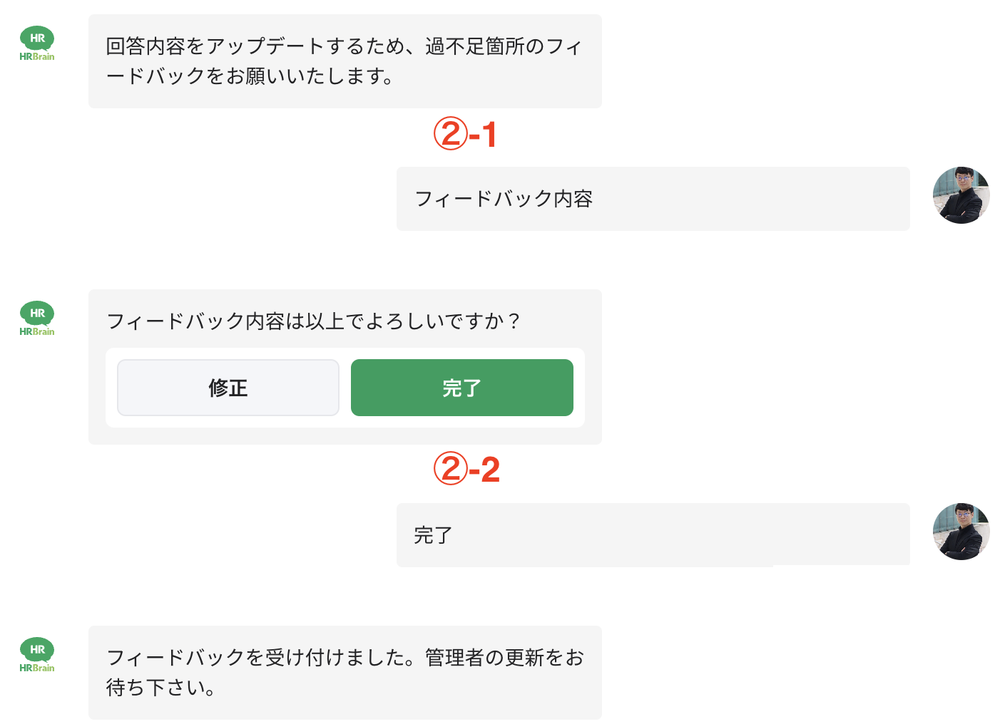 HR
HRBrain
回答内容をアップデートするため、過不足箇所のフィ
ードバックをお願いいたします。
②-1
フィードバック内容
HR
HRBrain
フィードバック内容は以上でよろしいですか？
修正
完了
②-2
完了
HR
HRBrain
フィードバックを受け付けました。管理者の更新をお
待ち下さい。